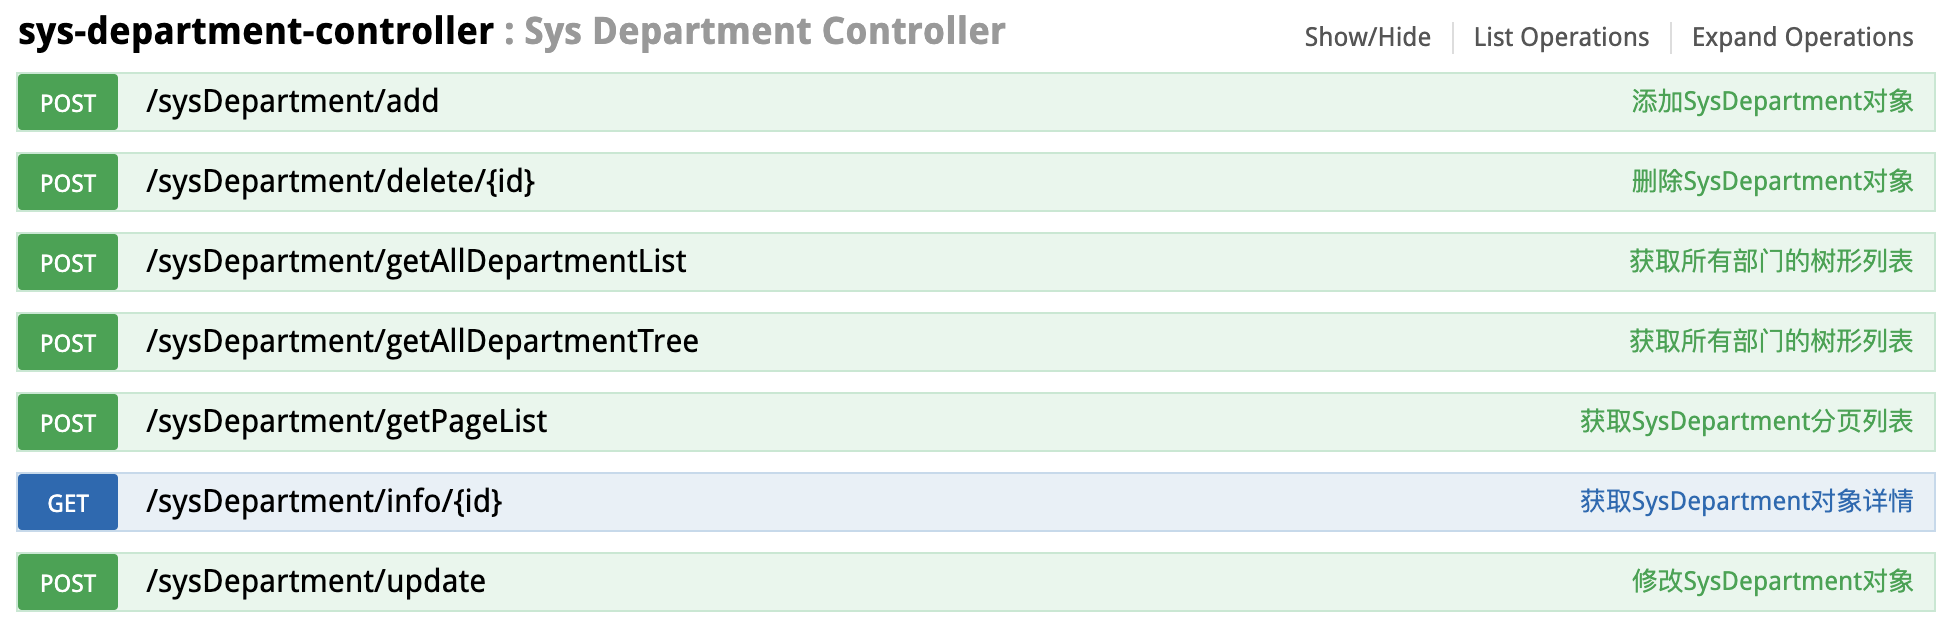 sys-department-controller : Sys Department Controller Show/Hide List Operations Expand Operations
POST /sysDepartment/add 添加SysDepartment对象
POST /sysDepartment/delete/{id} 删除SysDepartment对象
POST /sysDepartment/getAllDepartmentList 获取所有部门的树形列表
POST /sysDepartment/getAllDepartmentTree 获取所有部门的树形列表
POST /sysDepartment/getPageList 获取SysDepartment分页列表
GET /sysDepartment/info/{id} 获取SysDepartment对象详情
POST /sysDepartment/update 修改SysDepartment对象